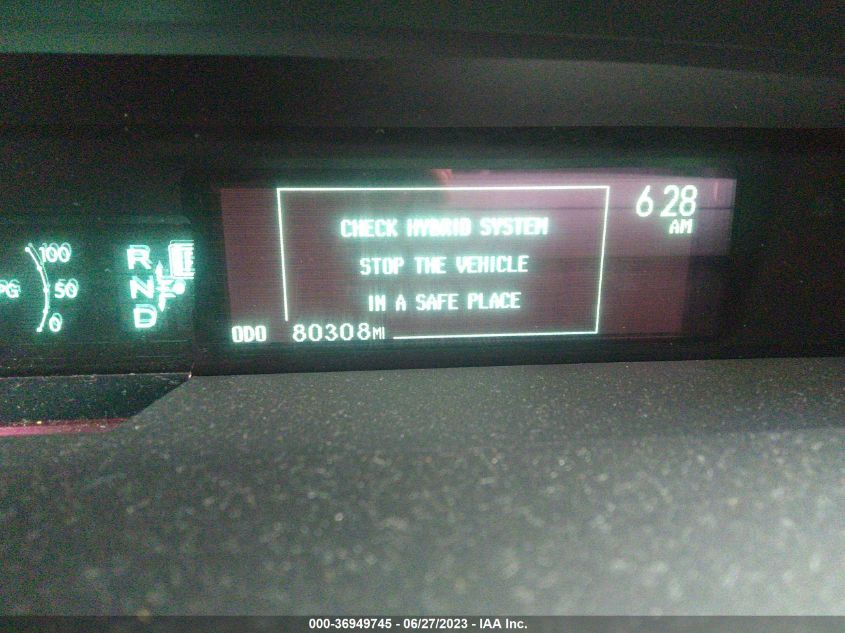 CHECK HYBRID SYSTEM
STOP THE VEHICLE
IN A SAFE PLACE
6 28
AM
100
50
0
R
N
D
ODO 80308MI
000-36949745 - 06/27/2023 - IAA Inc.